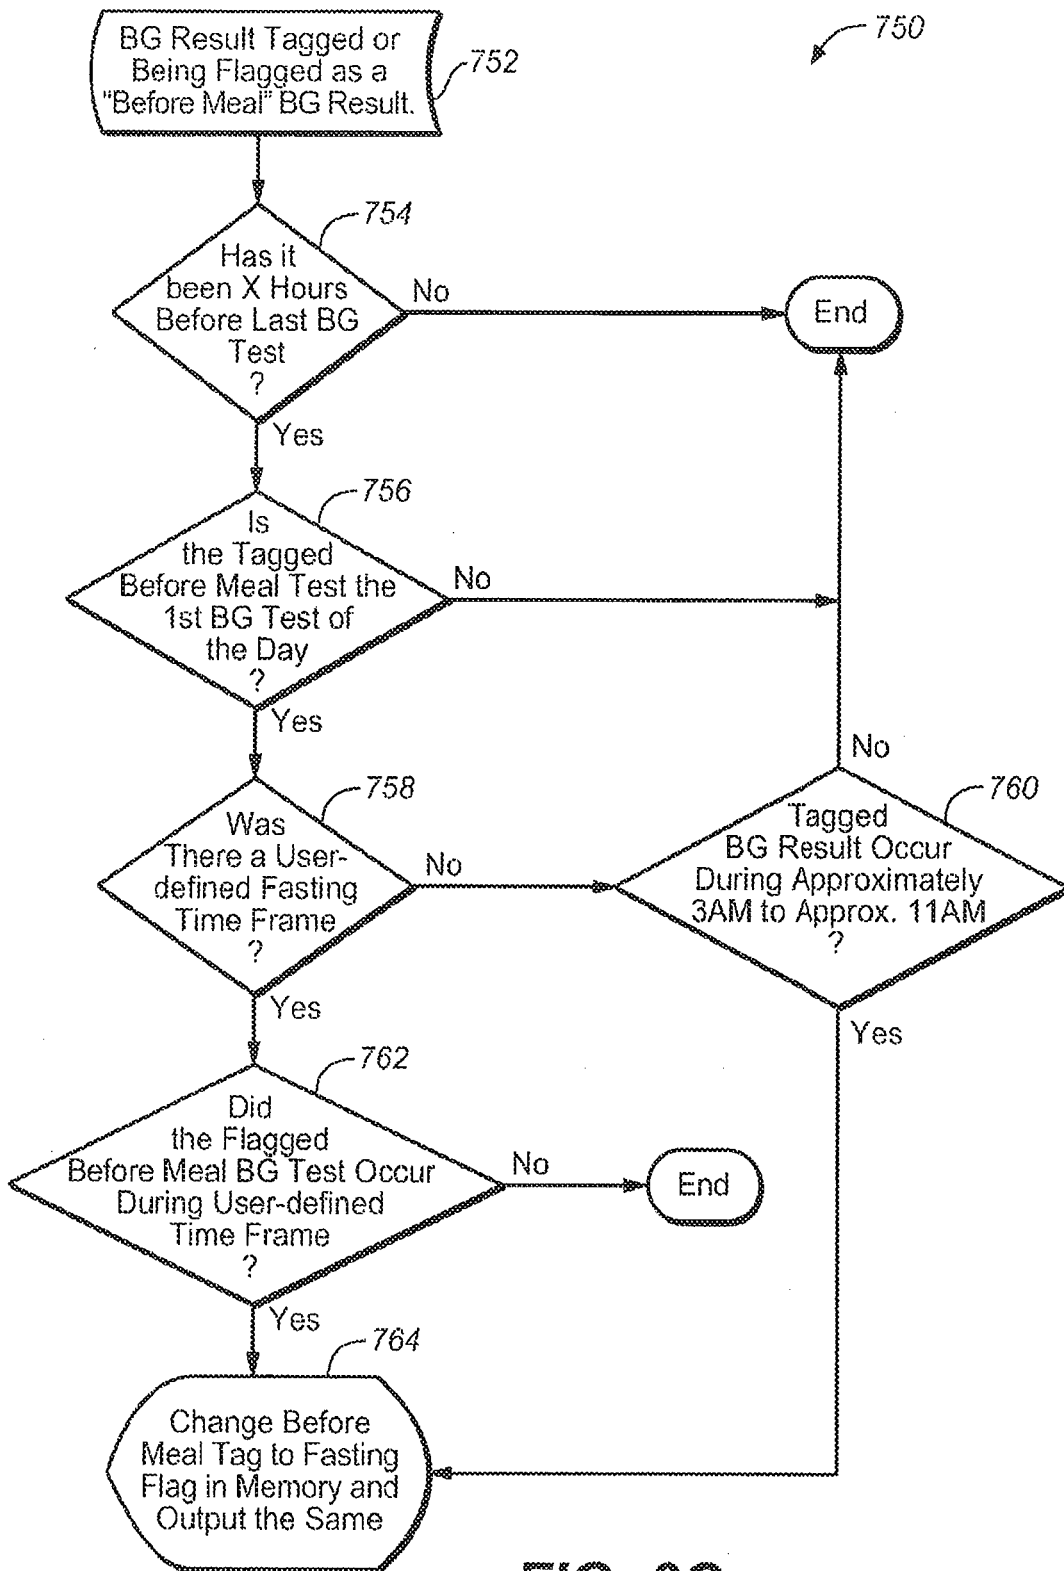 750
BG Result Tagged or
Being Flagged as a
"Before Meal" BG Result.
752
754
Has it
been X Hours
Before Last BG
Test
?
No
End
Yes
756
Is
the Tagged
Before Meal Test the
1st BG Test of
the Day
?
No
Yes
758
Was
There a User-
defined Fasting
Time Frame
?
No
Yes
No
760
Tagged
BG Result Occur
During Approximately
3AM to Approx. 11AM
?
Yes
762
Did
the Flagged
Before Meal BG Test Occur
During User-defined
Time Frame
?
No
End
Yes
764
Change Before
Meal Tag to Fasting
Flag in Memory and
Output the Same